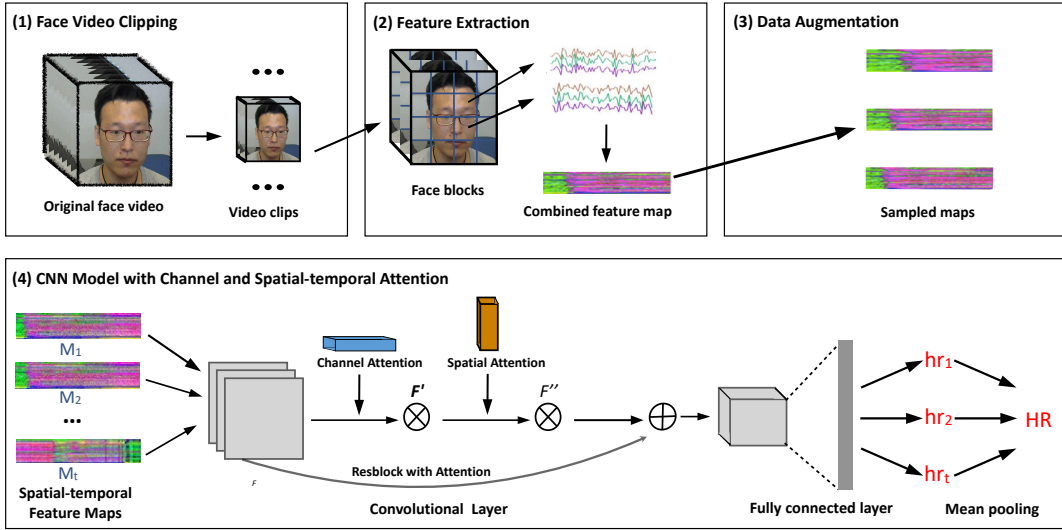 (1) Face Video Clipping
Original face video
Video clips
(2) Feature Extraction
Face blocks
Combined feature map
(3) Data Augmentation
Sampled maps
(4) CNN Model with Channel and Spatial-temporal Attention
M1
M2
...
Mt
Spatial-temporal
Feature Maps
F
Channel Attention
F'
Spatial Attention
F''
Resblock with Attention
Convolutional Layer
Fully connected layer
hr1
hr2
hrt
HR
Mean pooling